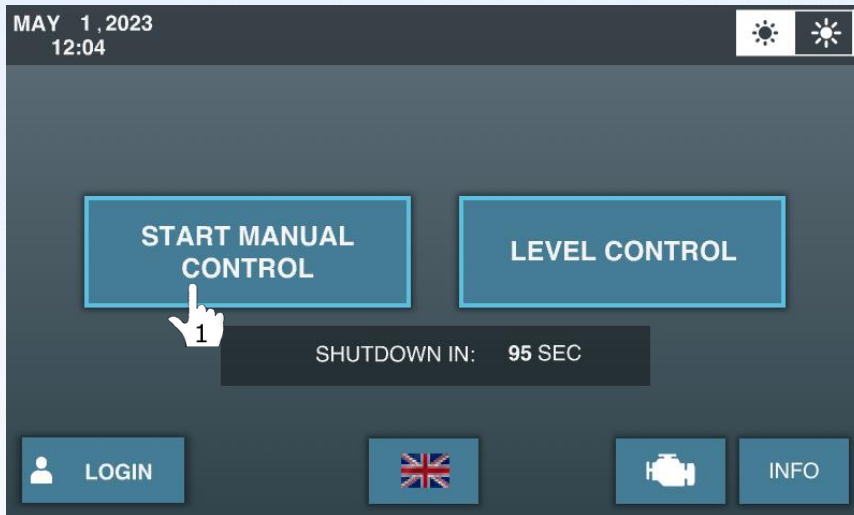 MAY 1,2023
12:04
START MANUAL
CONTROL
LEVEL CONTROL
1
SHUTDOWN IN: 95 SEC
LOGIN
INFO